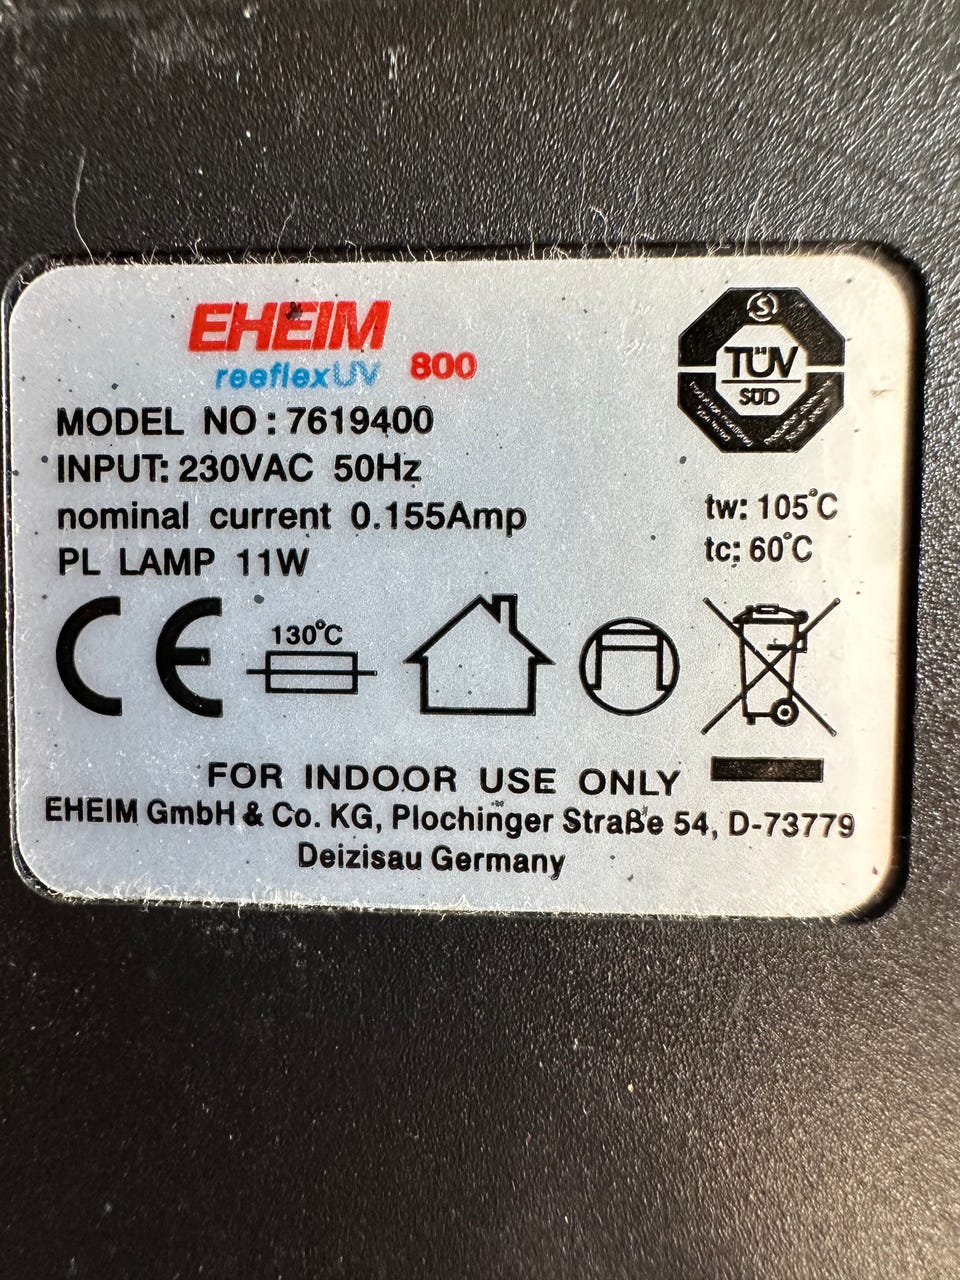 EHEIM
reeflexUV 800
MODEL NO : 7619400
INPUT: 230VAC 50Hz
nominal current 0.155Amp
PL LAMP 11W
S
TÜV
SÜD
tw: 105°C
tc: 60°C
CE
130°C
FOR INDOOR USE ONLY
EHEIM GmbH & Co. KG, Plochinger Straße 54, D-73779
Deizisau Germany